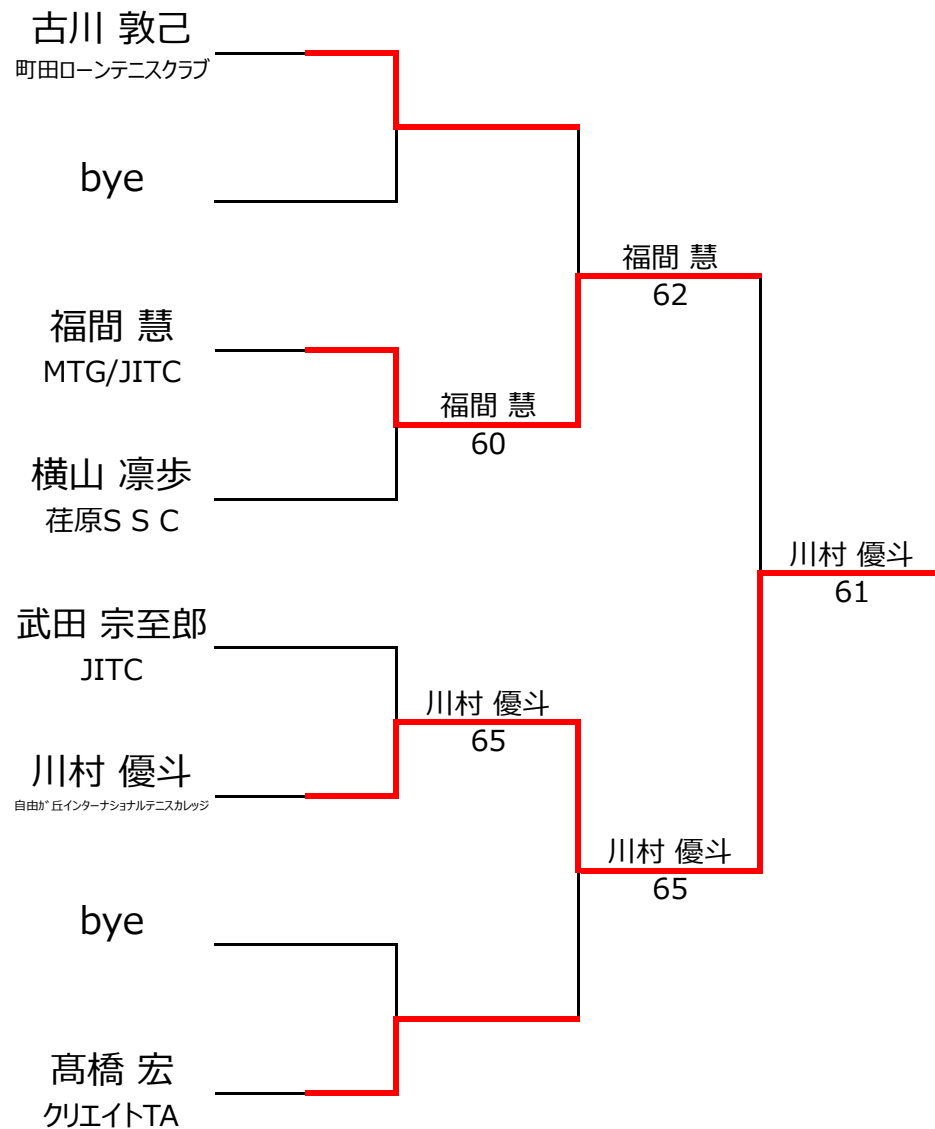 古川 敦己
町田ローンテニスクラブ
bye
福間 慧
MTG/JITC
横山 凛歩
荏原ＳＳＣ
武田 宗至郎
JITC
川村 優斗
自由が丘インターナショナルテニスカレッジ
bye
髙橋 宏
クリエイトTA
福間 慧
60
川村 優斗
65
福間 慧
62
川村 優斗
65
川村 優斗
61